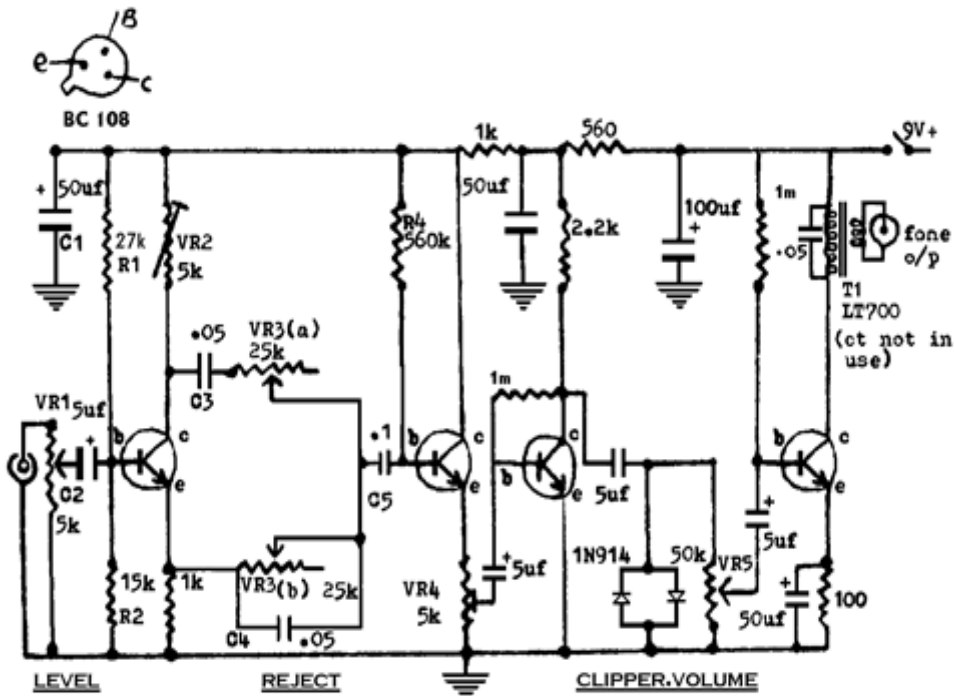 B
e
c
BC 108
1k
560
9V+
+
50uf
C1
27k
R1
VR2
5k
R4
560k
50uf
2.2k
100uf
+
1m
.05
fone
o/p
T1
LT700
(ct not in
use)
.05
C3
VR3(a)
25k
1m
VR1
5uf
+
C2
5k
b
c
e
.1
C5
b
c
e
b
c
e
5uf
b
c
e
15k
R2
1k
VR3(b)
25k
C4
.05
VR4
5k
+
5uf
1N914
50k
VR5
+
5uf
+
50uf
100
LEVEL
REJECT
CLIPPER.VOLUME